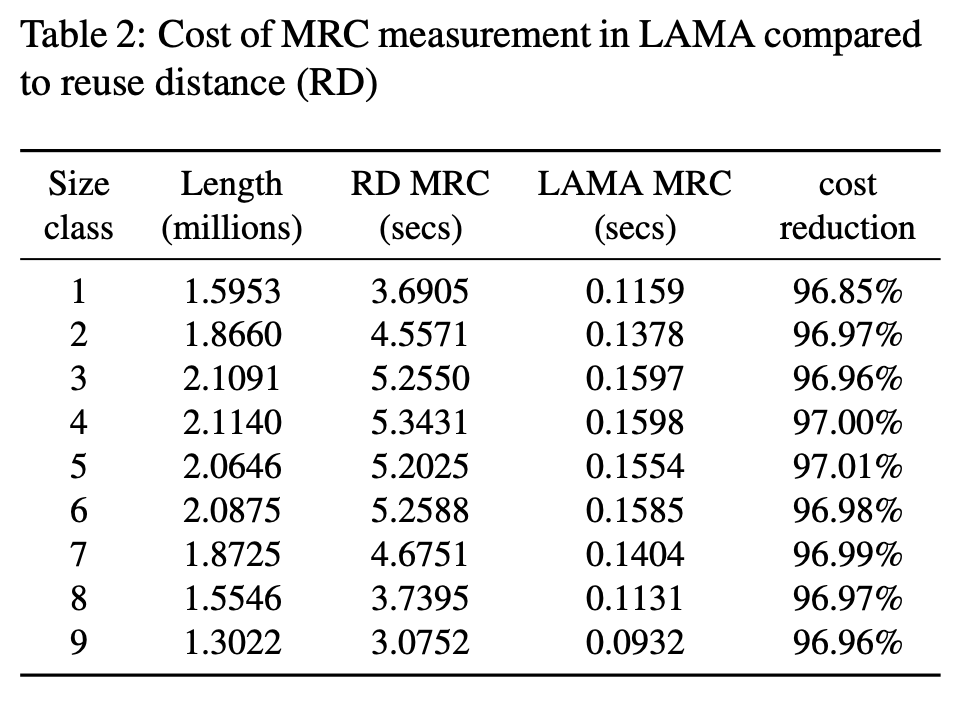 Table 2: Cost of MRC measurement in LAMA compared
to reuse distance (RD)
Size Length RD MRC LAMA MRC cost
class (millions) (secs) (secs) reduction
1 1.5953 3.6905 0.1159 96.85%
2 1.8660 4.5571 0.1378 96.97%
3 2.1091 5.2550 0.1597 96.96%
4 2.1140 5.3431 0.1598 97.00%
5 2.0646 5.2025 0.1554 97.01%
6 2.0875 5.2588 0.1585 96.98%
7 1.8725 4.6751 0.1404 96.99%
8 1.5546 3.7395 0.1131 96.97%
9 1.3022 3.0752 0.0932 96.96%